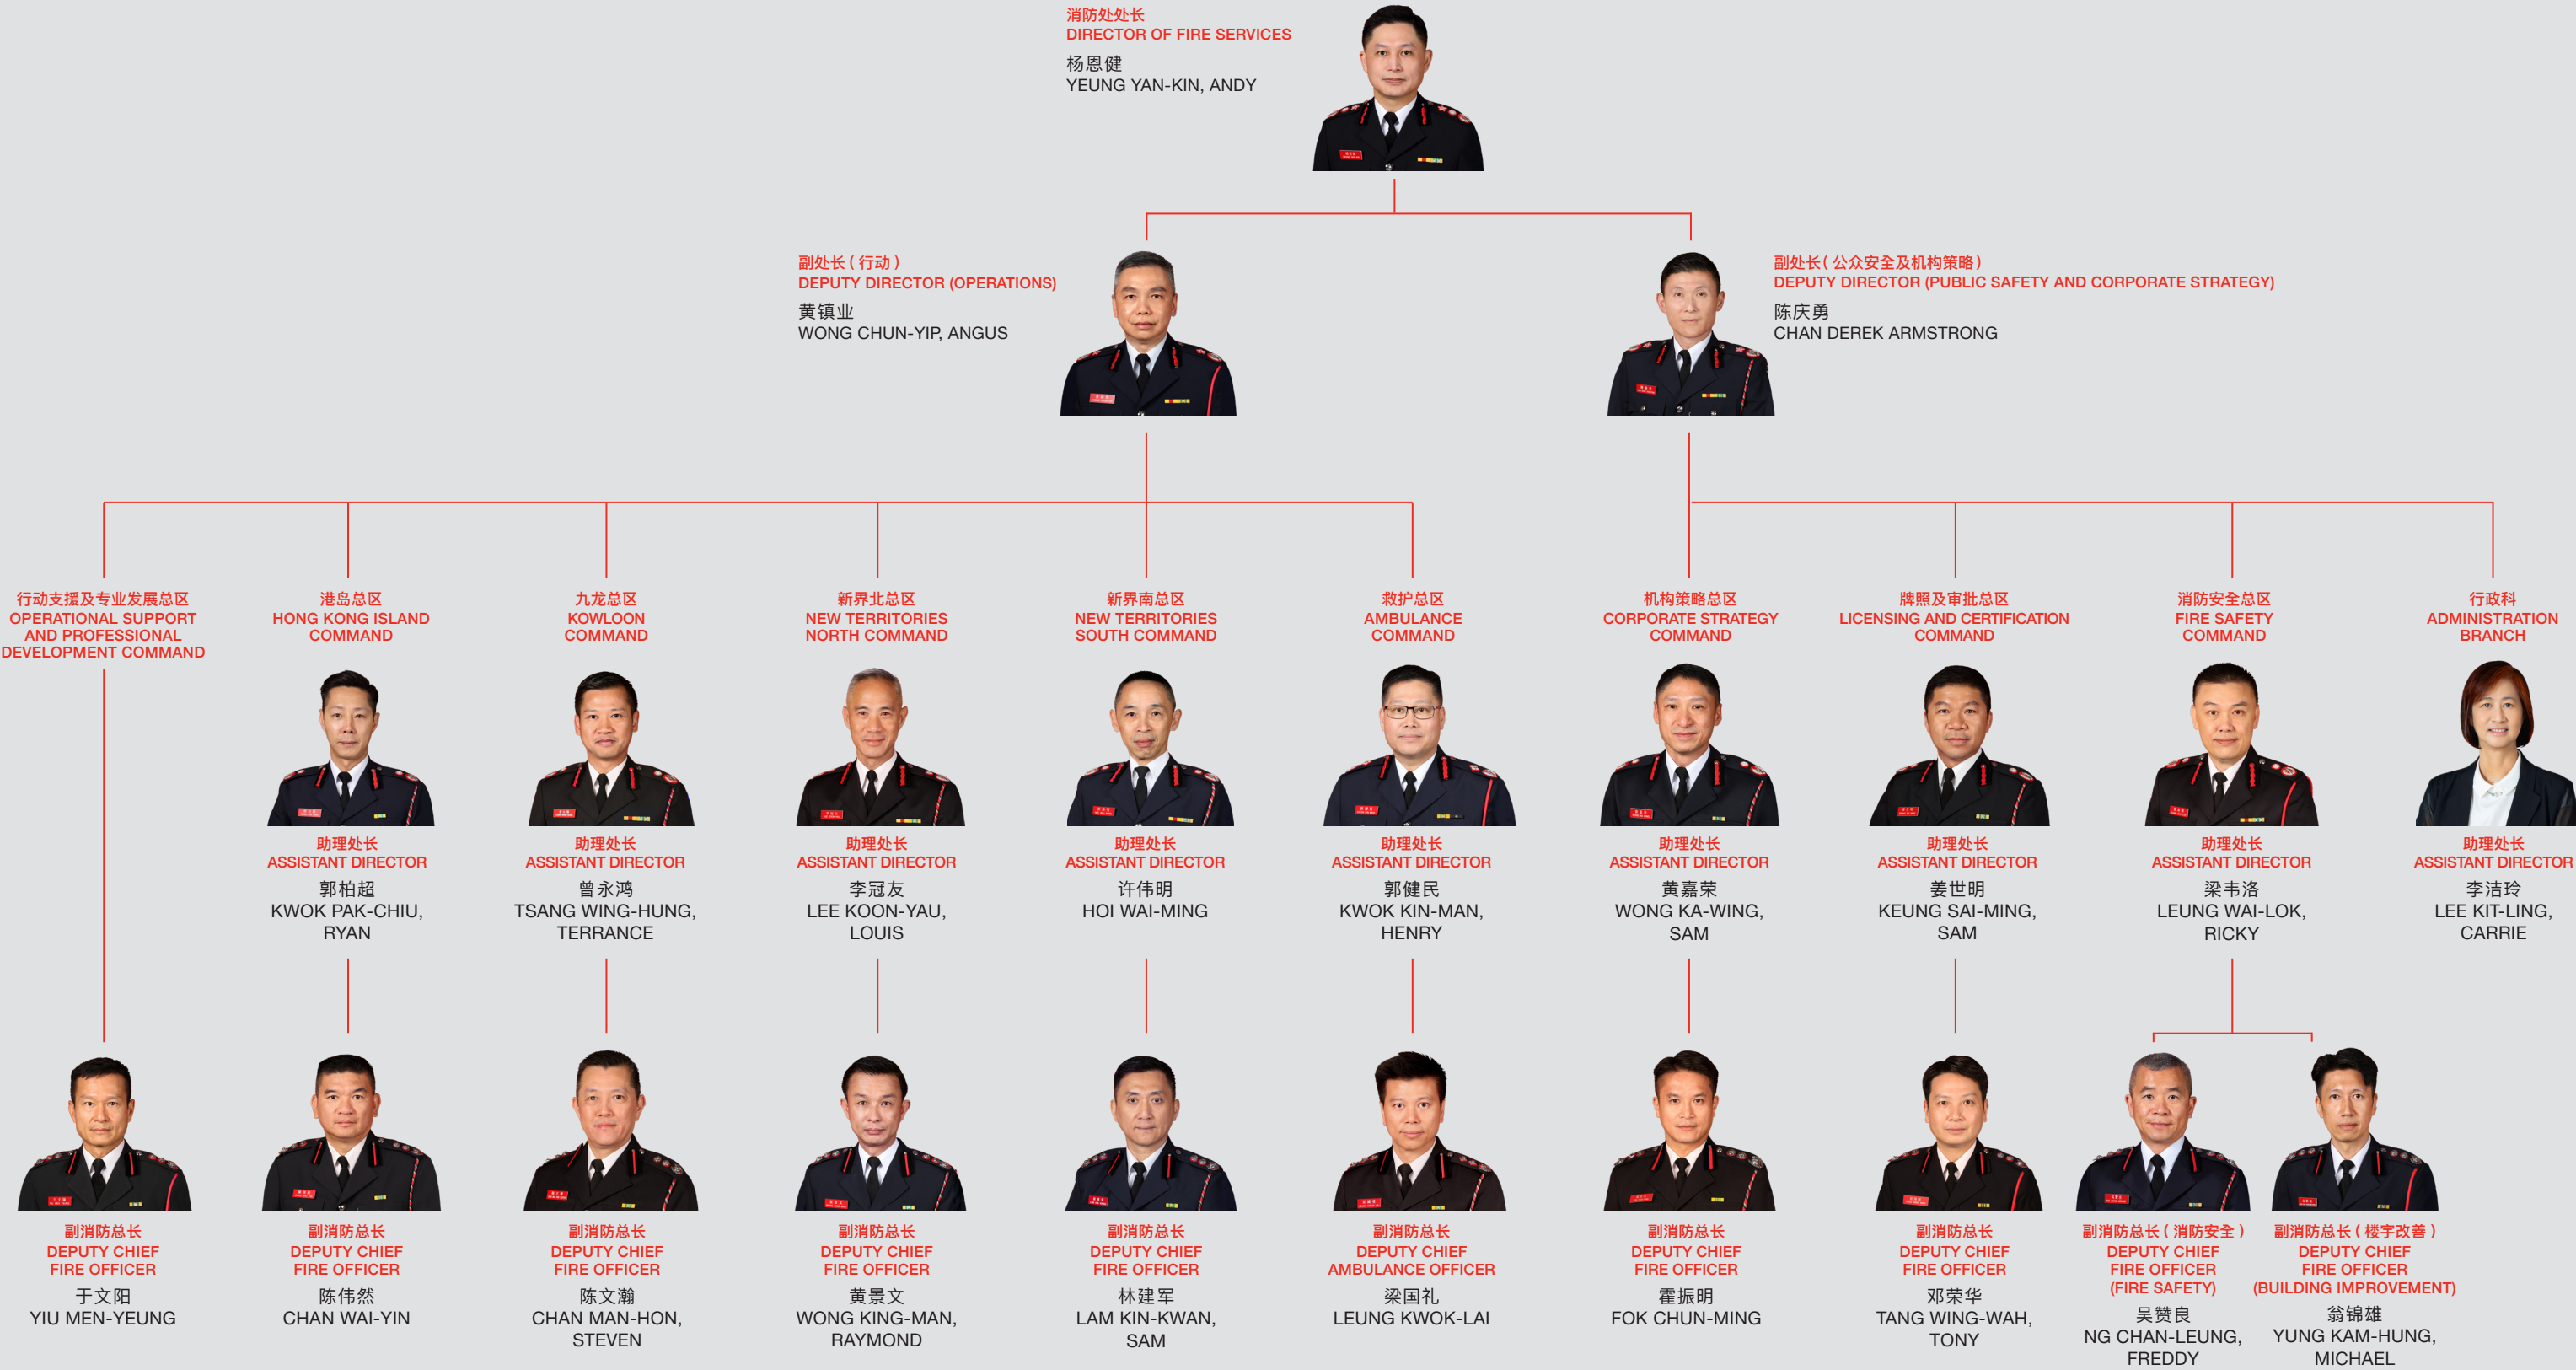 消防处处长
DIRECTOR OF FIRE SERVICES
杨恩健
YEUNG YAN-KIN, ANDY
副处长（行动）
DEPUTY DIRECTOR (OPERATIONS)
黄镇业
WONG CHUN-YIP, ANGUS
副处长（公众安全及机构策略）
DEPUTY DIRECTOR (PUBLIC SAFETY AND CORPORATE STRATEGY)
陈庆勇
CHAN DEREK ARMSTRONG
行动支援及专业发展总区
OPERATIONAL SUPPORT
AND PROFESSIONAL
DEVELOPMENT COMMAND
港岛总区
HONG KONG ISLAND
COMMAND
九龙总区
KOWLOON
COMMAND
新界北总区
NEW TERRITORIES
NORTH COMMAND
新界南总区
NEW TERRITORIES
SOUTH COMMAND
救护总区
AMBULANCE
COMMAND
机构策略总区
CORPORATE STRATEGY
COMMAND
牌照及审批总区
LICENSING AND CERTIFICATION
COMMAND
消防安全总区
FIRE SAFETY
COMMAND
行政科
ADMINISTRATION
BRANCH
助理处长
ASSISTANT DIRECTOR
郭柏超
KWOK PAK-CHIU,
RYAN
助理处长
ASSISTANT DIRECTOR
曾永鸿
TSANG WING-HUNG,
TERRANCE
助理处长
ASSISTANT DIRECTOR
李冠友
LEE KOON-YAU,
LOUIS
助理处长
ASSISTANT DIRECTOR
许伟明
HOI WAI-MING
助理处长
ASSISTANT DIRECTOR
郭健民
KWOK KIN-MAN,
HENRY
助理处长
ASSISTANT DIRECTOR
黄嘉荣
WONG KA-WING,
SAM
助理处长
ASSISTANT DIRECTOR
姜世明
KEUNG SAI-MING,
SAM
助理处长
ASSISTANT DIRECTOR
梁韦洛
LEUNG WAI-LOK,
RICKY
助理处长
ASSISTANT DIRECTOR
李洁玲
LEE KIT-LING,
CARRIE
副消防总长
DEPUTY CHIEF
FIRE OFFICER
于文阳
YIU MEN-YEUNG
副消防总长
DEPUTY CHIEF
FIRE OFFICER
陈伟然
CHAN WAI-YIN
副消防总长
DEPUTY CHIEF
FIRE OFFICER
陈文瀚
CHAN MAN-HON,
STEVEN
副消防总长
DEPUTY CHIEF
FIRE OFFICER
黄景文
WONG KING-MAN,
RAYMOND
副消防总长
DEPUTY CHIEF
FIRE OFFICER
林建军
LAM KIN-KWAN,
SAM
副消防总长
DEPUTY CHIEF
AMBULANCE OFFICER
梁国礼
LEUNG KWOK-LAI
副消防总长
DEPUTY CHIEF
FIRE OFFICER
霍振明
FOK CHUN-MING
副消防总长
DEPUTY CHIEF
FIRE OFFICER
邓荣华
TANG WING-WAH,
TONY
副消防总长（消防安全）
DEPUTY CHIEF
FIRE OFFICER
(FIRE SAFETY)
吴赞良
NG CHAN-LEUNG,
FREDDY
副消防总长（楼宇改善）
DEPUTY CHIEF
FIRE OFFICER
(BUILDING IMPROVEMENT)
翁锦雄
YUNG KAM-HUNG,
MICHAEL